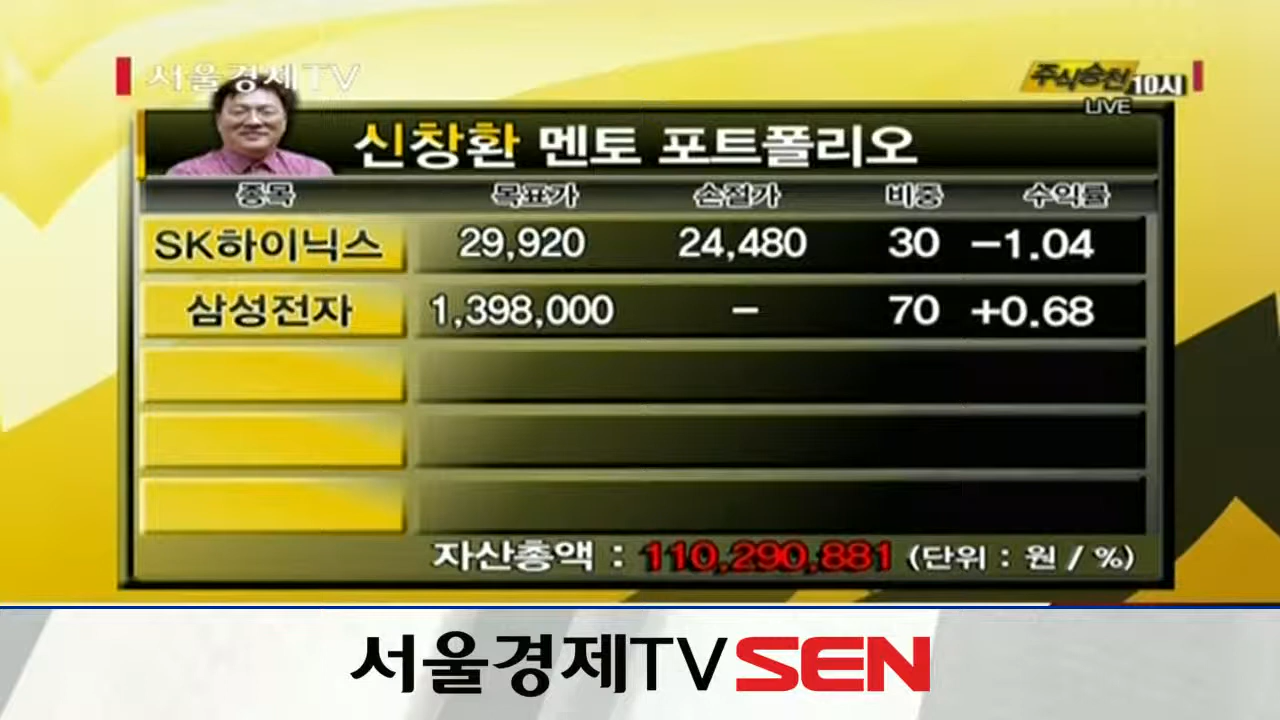 서울경제TV
주식승천 10시
LIVE
신창환 멘토 포트폴리오
종목 목표가 손절가 비중 수익률
SK하이닉스 29,920 24,480 30 -1.04
삼성전자 1,398,000 - 70 +0.68
자산총액 : 110,290,881 (단위 : 원 / %)
서울경제TV SEN